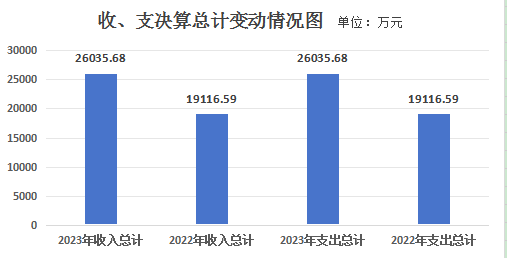 收、支决算总计变动情况图 单位：万元
30000
25000
20000
15000
10000
5000
0
26035.68
19116.59
26035.68
19116.59
2023年收入总计
2022年收入总计
2023年支出总计
2022年支出总计